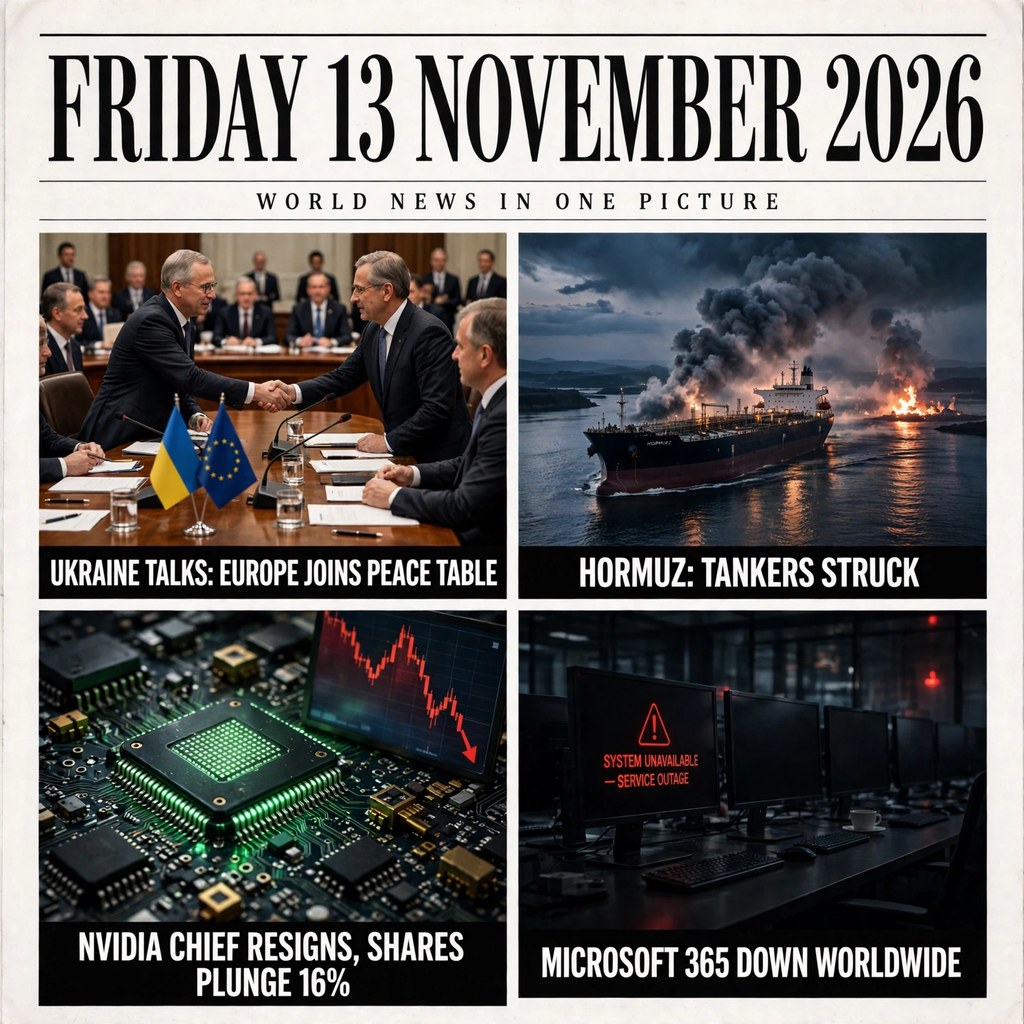 FRIDAY 13 NOVEMBER 2026
WORLD NEWS IN ONE PICTURE
HORMUZ
UKRAINE TALKS: EUROPE JOINS PEACE TABLE
HORMUZ: TANKERS STRUCK
SYSTEM UNAVAILABLE
— SERVICE OUTAGE
NVIDIA CHIEF RESIGNS, SHARES
PLUNGE 16%
MICROSOFT 365 DOWN WORLDWIDE